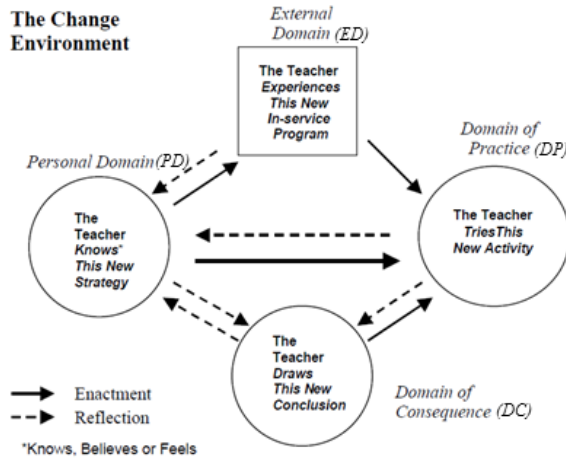 The Change
Environment
External
Domain (ED)
The Teacher
Experiences
This New
In-service
Program
Domain of
Practice (DP)
Personal Domain (PD)
The
Teacher
Knows*
This New
Strategy
The Teacher
TriesThis
New Activity
The
Teacher
Draws
This New
Conclusion
Domain of
Consequence (DC)
Enactment
Reflection
*Knows, Believes or Feels